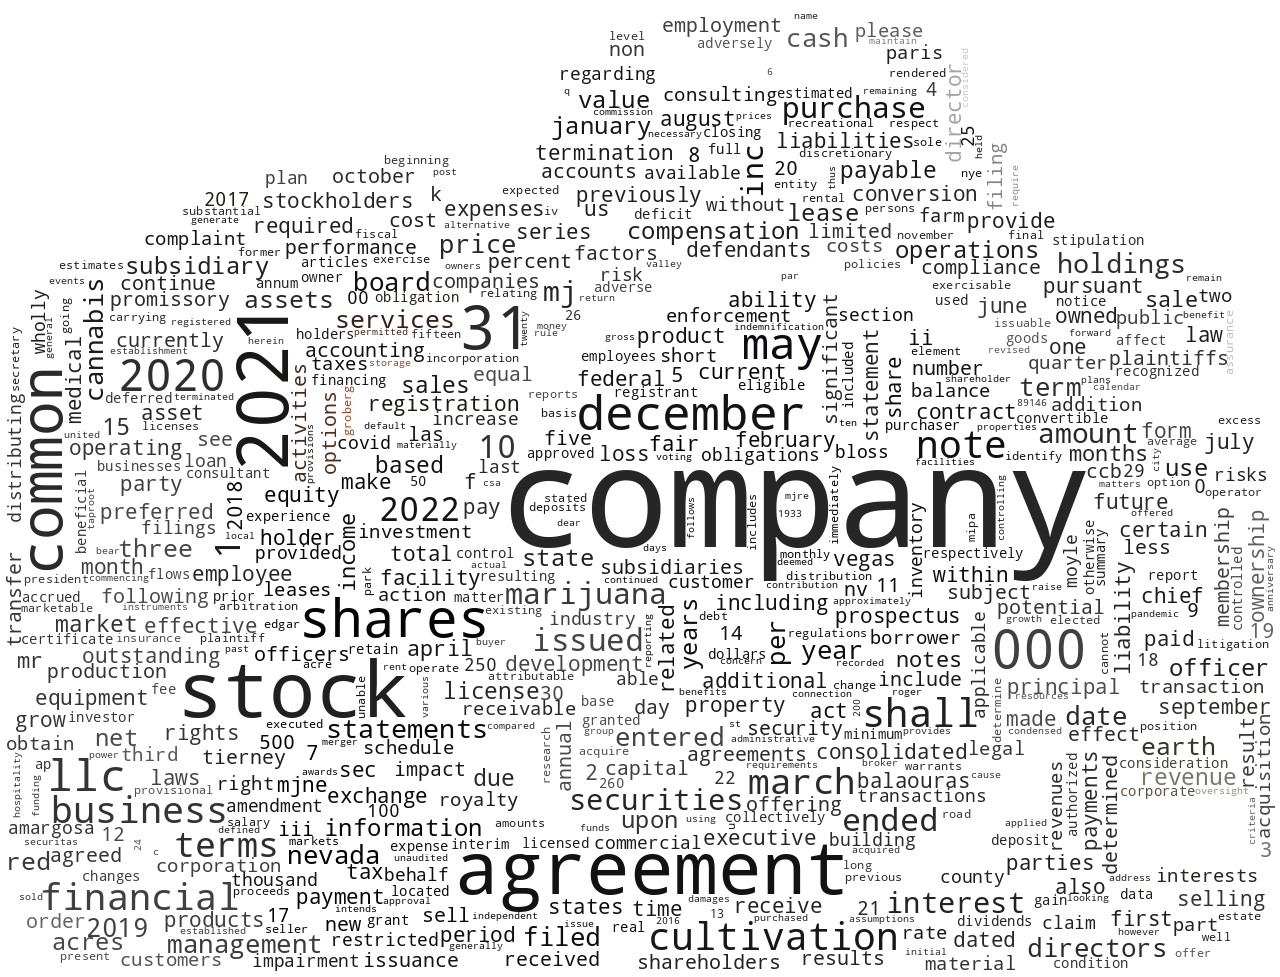 name
employment
level
non
adversely
cash
please
maintain
paris
regarding
6
rendered
director
considered
q
value
consulting
estimated
remaining
4
purchase
commission
january
august
prices
recreational
respect
25
held
necessary
closing
liabilities
sole
termination
8
full
inc
discretionary
beginning
post
accounts
available
20
thus
payable
nye
filing
require
plan
october
k
expected
previously
entity
rental
conversion
2017
stockholders
expenses
iv
us
deficit
without
lease
persons
farm
provide
substantial
generate
required
fiscal
cost
alternative
series
compensation
limited
november
final
stipulation
complaint
former
performance
price
factors
defendants
costs
operations
estimates
subsidiary
articles
exercise
owners
percent
valley
risk
par
policies
compliance
holdings
events
continue
annum
owner
board
companies
adverse
exercisable
pursuant
remain
promissory
assets
00
obligation
relating
mj
return
ability
used
june
notice
sale
two
carrying
registered
2021
herein
services
31
twenty
26
enforcement
indemnification
significant
section
issuable
owned
public
benefit
secretary
wholly
general
going
medical
cannabis
currently
establishment
holders
permitted
fifteen
money
rule
gross
product
may
included
statement
ii
goods
forward
affect
law
assurance
accounting
incorporation
employees
short
element
revised
one
plaintiffs
2020
activities
taxes
storage
equal
federal
5
current
number
quarter
recognized
deferred
terminated
financing
sales
reports
registrant
eligible
share
balance
shareholder
term
plans
calendar
distributing
common
15
licenses
options
groberg
registration
basis
december
ten
contract
89146
convertible
addition
united
asset
provisions
default
increase
five
fair
february
purchaser
properties
amount
form
excess
operating
see
covid
las
materially
10
approved
loss
voting
obligations
bloss
note
identify
months
average
july
businesses
loan
consultant
based
last
company
facilities
ccb29
city
use
risks
party
make
50
f
csa
matters
option
0
operator
beneficial
taproot
preferred
2018
equity
2022
pay
stated
deposits
follows
includes
mjre
1933
immediately
inventory
mipa
controlling
future
offered
certain
filings
local
1
experience
holder
income
investment
dear
moyle
otherwise
summary
less
membership
controlled
ownership
anniversary
bear
three
provided
total
control
actual
state
days
subsidiaries
monthly
deemed
vegas
respectively
month
flows
employee
park
facility
resulting
continued
customer
distribution
contribution
nv
11
within
raise
liability
report
president
commencing
leases
action
matter
marijuana
subject
chief
transfer
accrued
following
prior
existing
industry
debt
including
approximately
prospectus
potential
pandemic
9
marketable
instruments
arbitration
shares
reporting
related
years
14
per
regulations
borrower
growth
elected
market
effective
edgar
buyer
issued
dollars
year
000
cannot
paid
19
certificate
insurance
plaintiff
retain
april
concern
recorded
notes
applicable
18
litigation
mr
outstanding
past
officers
acre
rent
operate
250
development
able
additional
change
roger
include
officer
production
stock
unable
various
attributable
benefits
connection
200
determine
principal
resources
transaction
equipment
fee
license
30
base
day
property
act
shall
made
date
september
grow
investor
rights
executed
receivable
granted
st
security
minimum
provides
condensed
position
obtain
net
statements
compared
research
annual
group
entered
administrative
effect
result
ap
power
third
tierney
500
7
merger
schedule
acquire
agreements
consolidated
legal
earth
hospitality
funding
llc
laws
provisional
right
mjne
awards
sec
impact
due
2
260
capital
22
requirements
march
broker
warrants
balaouras
cause
revenues
authorized
payments
determined
consideration
revenue
corporate
oversight
criteria
acquisition
business
amendment
exchange
100
royalty
securities
offering
transactions
amargosa
salary
defined
iii
information
amounts
funds
upon
using
collectively
u
ended
road
applied
securitas
12
24
terms
markets
expense
interim
licensed
commercial
executive
building
deposit
3
red
agreed
c
nevada
unaudited
agreement
acquired
parties
changes
corporation
tax
behalf
long
previous
county
address
interests
thousand
proceeds
located
also
looking
data
sold
financial
payment
approval
states
time
damages
receive
21
interest
gain
selling
order
2019
products
17
intends
grant
sell
independent
issue
real
2016
13
purchased
assumptions
dividends
claim
first
part
estate
established
seller
new
however
acres
management
restricted
period
filed
cultivation
rate
dated
directors
well
present
customers
impairment
issuance
generally
received
shareholders
results
initial
material
condition
offer